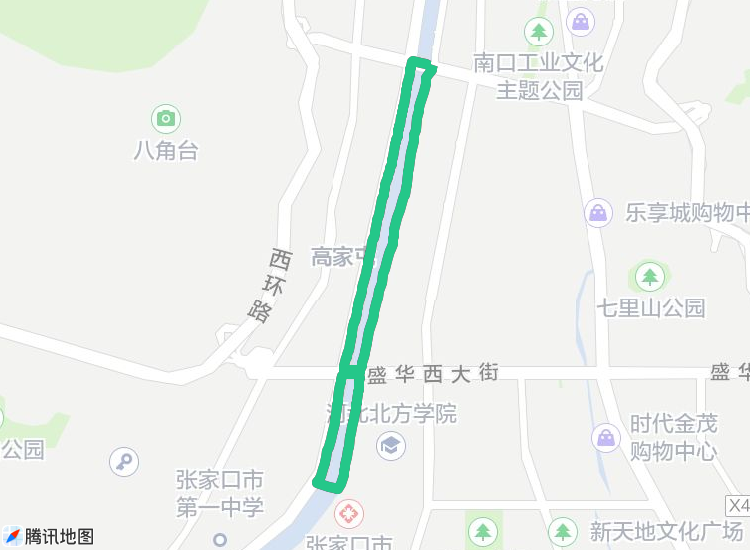 南口工业文化
主题公园
八角台
乐享城购物中
高家屯
西环路
七里山公园
盛华西大街
盛华
河北北方学院
时代金茂
购物中心
公园
张家口市
第一中学
X4
新天地文化广场
张家口市
腾讯地图